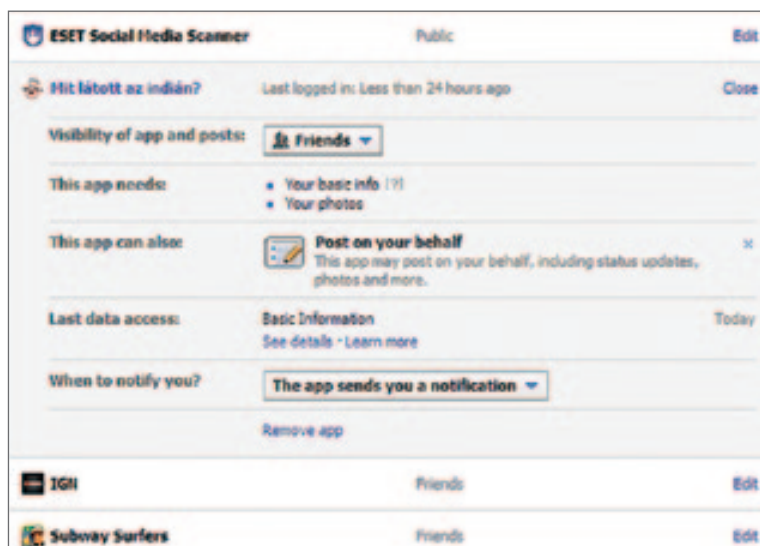 ESET Social Media Scanner Public Edit
Mit látott az indián? Last logged in: Less than 24 hours ago Close
Visibility of app and posts: Friends
This app needs: Your basic info [?]
Your photos
This app can also: Post on your behalf
This app may post on your behalf, including status updates,
photos and more.
Last data access: Basic Information Today
See details · Learn more
When to notify you? The app sends you a notification
Remove app
IGN Friends Edit
Subway Surfers Friends Edit